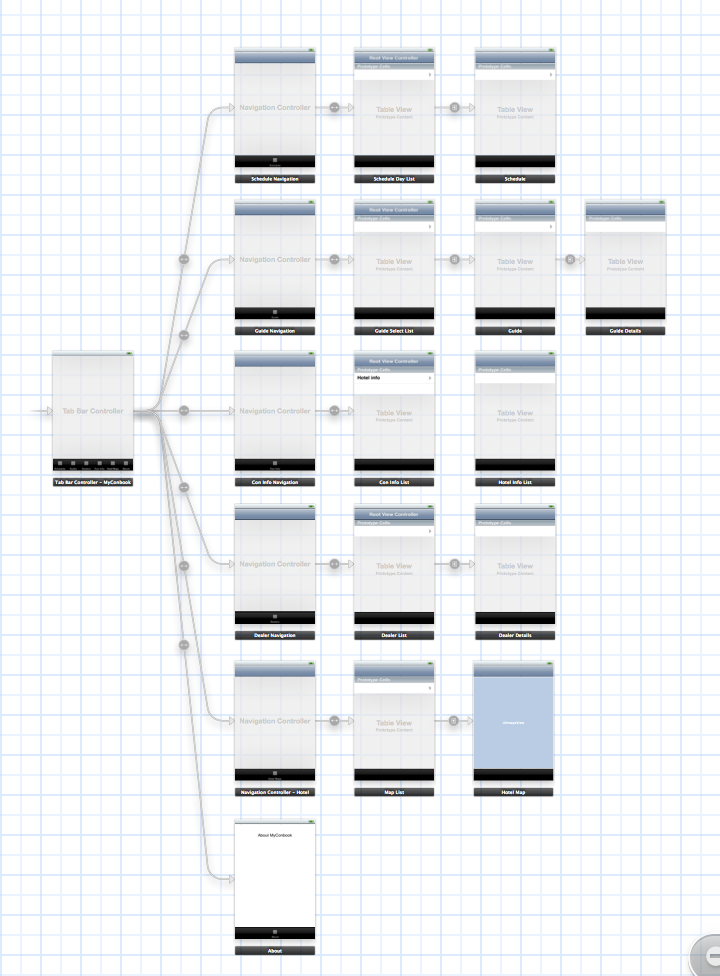 Navigation Controller
Schedule Navigation
Root View Controller
Prototype Cells
Table View
Prototype Content
Schedule Day List
Prototype Cells
Table View
Prototype Content
Schedule
Navigation Controller
Guide Navigation
Root View Controller
Prototype Cells
Table View
Prototype Content
Guide Select List
Prototype Cells
Table View
Prototype Content
Guide
Prototype Cells
Table View
Prototype Content
Guide Details
Tab Bar Controller
Tab Bar Controller - MyConbook
Navigation Controller
Con Info Navigation
Root View Controller
Prototype Cells
Hotel Info
Table View
Prototype Content
Con Info List
Prototype Cells
Table View
Prototype Content
Hotel Info List
Navigation Controller
Dealer Navigation
Root View Controller
Prototype Cells
Table View
Prototype Content
Dealer List
Prototype Cells
Table View
Prototype Content
Dealer Details
Navigation Controller
Navigation Controller - Hotel
Prototype Cells
Table View
Prototype Content
Map List
Hotel Map
About MyConbook
About